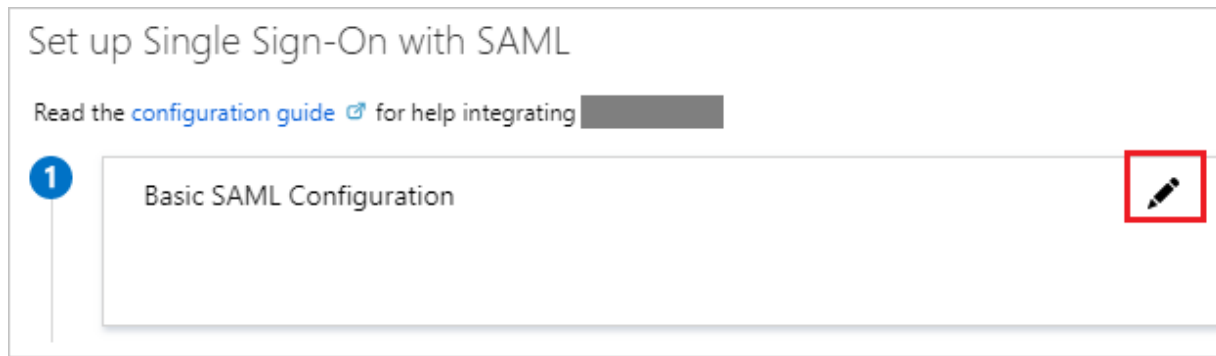 Set up Single Sign-On with SAML
Read the configuration guide for help integrating
1
Basic SAML Configuration